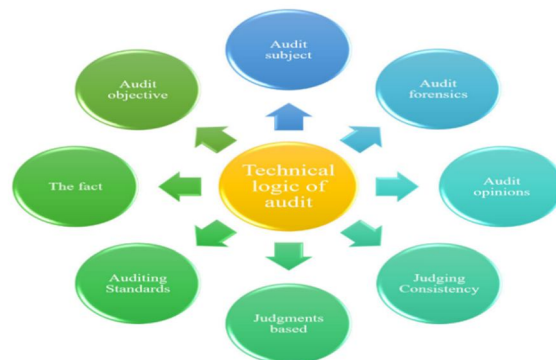 Audit
subject
Audit
forensics
Audit
opinions
Judging
Consistency
Judgments
based
Auditing
Standards
The fact
Audit
objective
Technical
logic of
audit